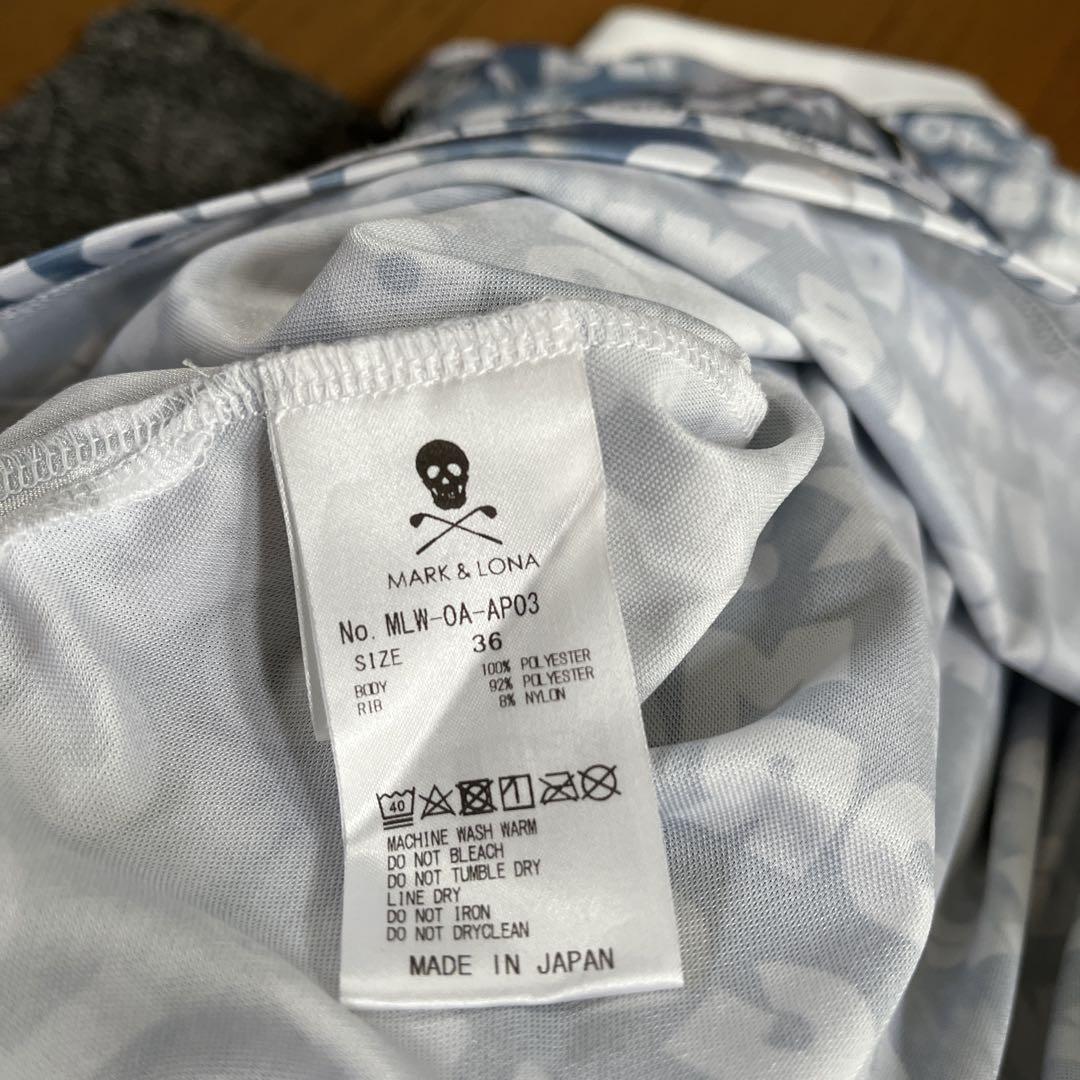 MARK & LONA
No. MLW-0A-AP03
SIZE 36
BODY 100% POLYESTER
RIB 92% POLYESTER
8% NYLON
40
MACHINE WASH WARM
DO NOT BLEACH
DO NOT TUMBLE DRY
LINE DRY
DO NOT IRON
DO NOT DRYCLEAN
MADE IN JAPAN